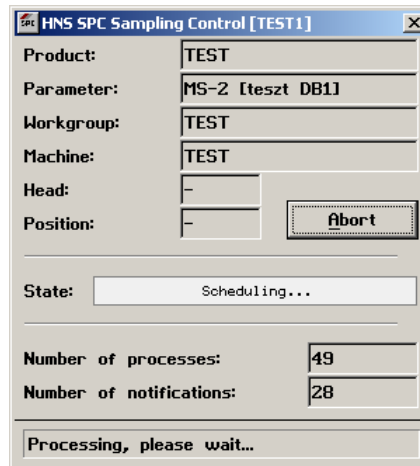 SPC HNS SPC Sampling Control [TEST1]
Product: TEST
Parameter: MS-2 [teszt DB1]
Workgroup: TEST
Machine: TEST
Head: -
Position: -
Abort
State: Scheduling...
Number of processes: 49
Number of notifications: 28
Processing, please wait...